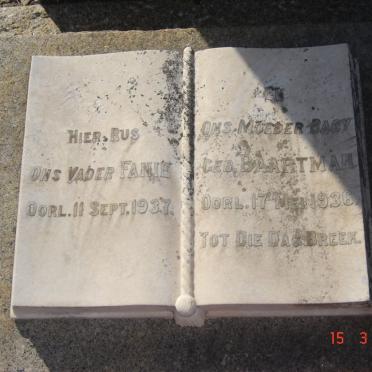 HIER RUS
ONS VADER FANIE
OORL. 11 SEPT. 1937.
ONS MOEDER BABY
GEB. BAARTMAN
OORL. 17 1936.
TOT DIE DAG BREEK.
15 3